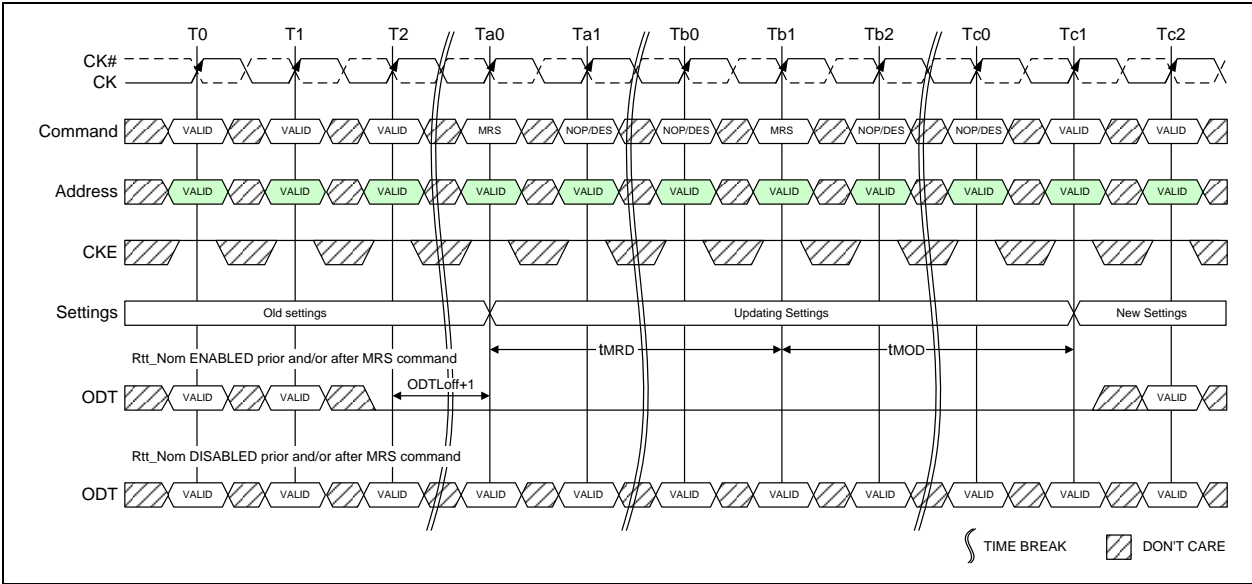 T0 T1 T2 Ta0 Ta1 Tb0 Tb1 Tb2 Tc0 Tc1 Tc2
CK#
CK
Command VALID VALID VALID MRS NOP/DES NOP/DES MRS NOP/DES NOP/DES VALID VALID
Address VALID VALID VALID VALID VALID VALID VALID VALID VALID VALID VALID
CKE
Settings Old settings Updating Settings New Settings
tMRD tMOD
Rtt_Nom ENABLED prior and/or after MRS command
ODTLoff+1
ODT VALID VALID VALID
Rtt_Nom DISABLED prior and/or after MRS command
ODT VALID VALID VALID VALID VALID VALID VALID VALID VALID VALID VALID
TIME BREAK DON'T CARE